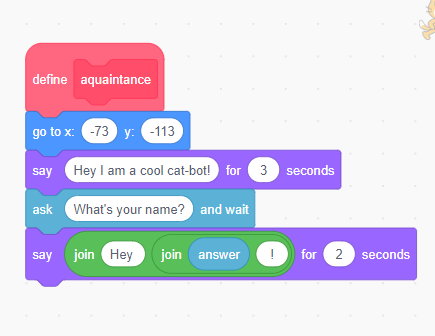 define aquaintance
go to x: -73 y: -113
say Hey I am a cool cat-bot! for 3 seconds
ask What's your name? and wait
say join Hey join answer ! for 2 seconds